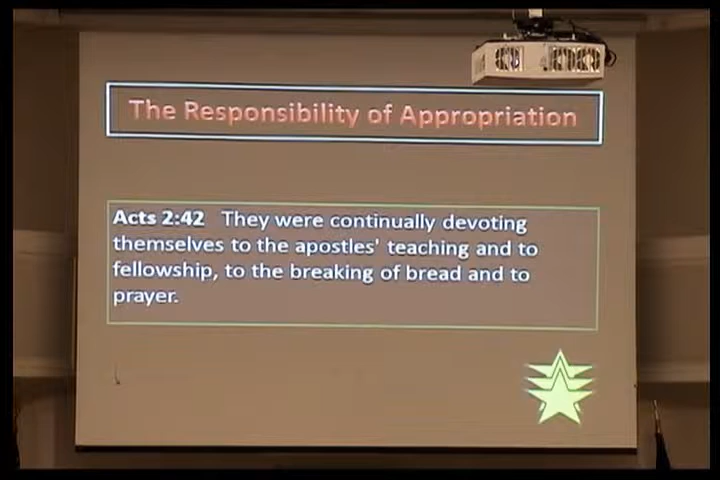 The Responsibility of Appropriation
Acts 2:42 They were continually devoting
themselves to the apostles' teaching and to
fellowship, to the breaking of bread and to
prayer.